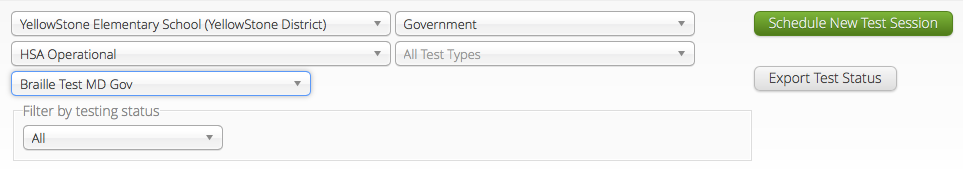 YellowStone Elementary School (YellowStone District)
Government
Schedule New Test Session
HSA Operational
All Test Types
Braille Test MD Gov
Export Test Status
Filter by testing status
All